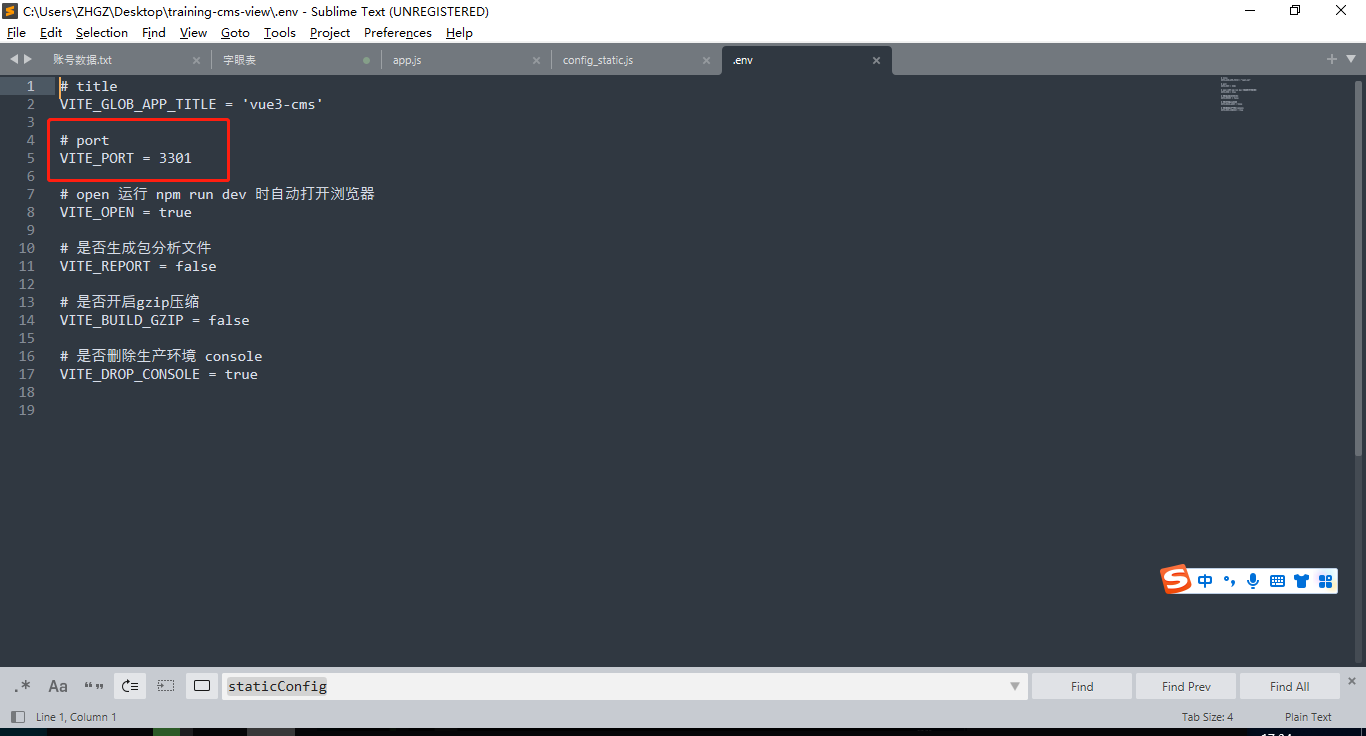 C:\Users\ZHGZ\Desktop\training-cms-view\.env - Sublime Text (UNREGISTERED)
File Edit Selection Find View Goto Tools Project Preferences Help
账号数据.txt 字眼表 app.js config_static.js .env
1 # title
2 VITE_GLOB_APP_TITLE = 'vue3-cms'
3
4 # port
5 VITE_PORT = 3301
6
7 # open 运行 npm run dev 时自动打开浏览器
8 VITE_OPEN = true
9
10 # 是否生成包分析文件
11 VITE_REPORT = false
12
13 # 是否开启gzip压缩
14 VITE_BUILD_GZIP = false
15
16 # 是否删除生产环境 console
17 VITE_DROP_CONSOLE = true
18
19
S 中
.* Aa “” staticConfig Find Find Prev Find All
Line 1, Column 1 Tab Size: 4 Plain Text